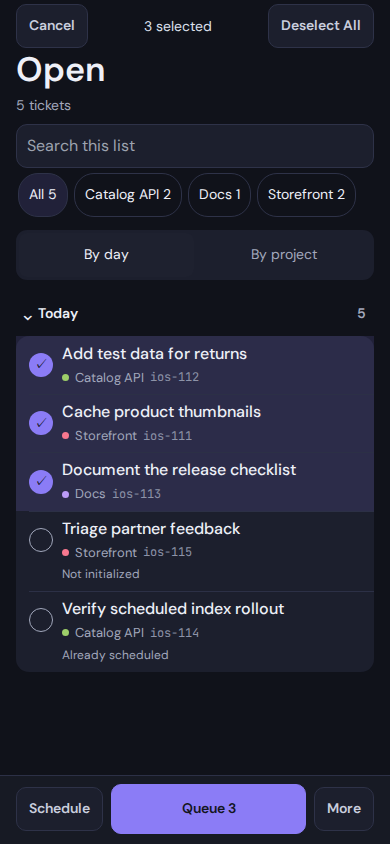 Cancel
3 selected
Deselect All
Open
5 tickets
Search this list
All 5
Catalog API 2
Docs 1
Storefront 2
By day
By project
Today
5
Add test data for returns
Catalog API ios-112
Cache product thumbnails
Storefront ios-111
Document the release checklist
Docs ios-113
Triage partner feedback
Storefront ios-115
Not initialized
Verify scheduled index rollout
Catalog API ios-114
Already scheduled
Schedule
Queue 3
More